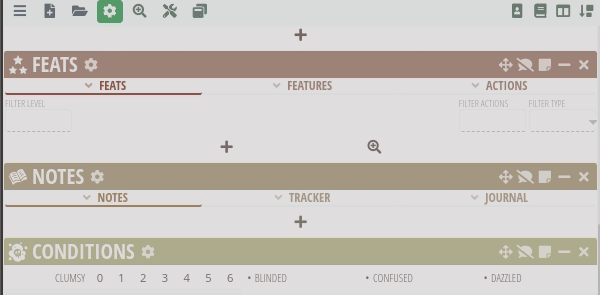 FEATS
FEATS FEATURES ACTIONS
FILTER LEVEL FILTER ACTIONS FILTER TYPE
NOTES
NOTES TRACKER JOURNAL
CONDITIONS
CLUMSY 0 1 2 3 4 5 6 • BLINDED • CONFUSED • DAZZLED